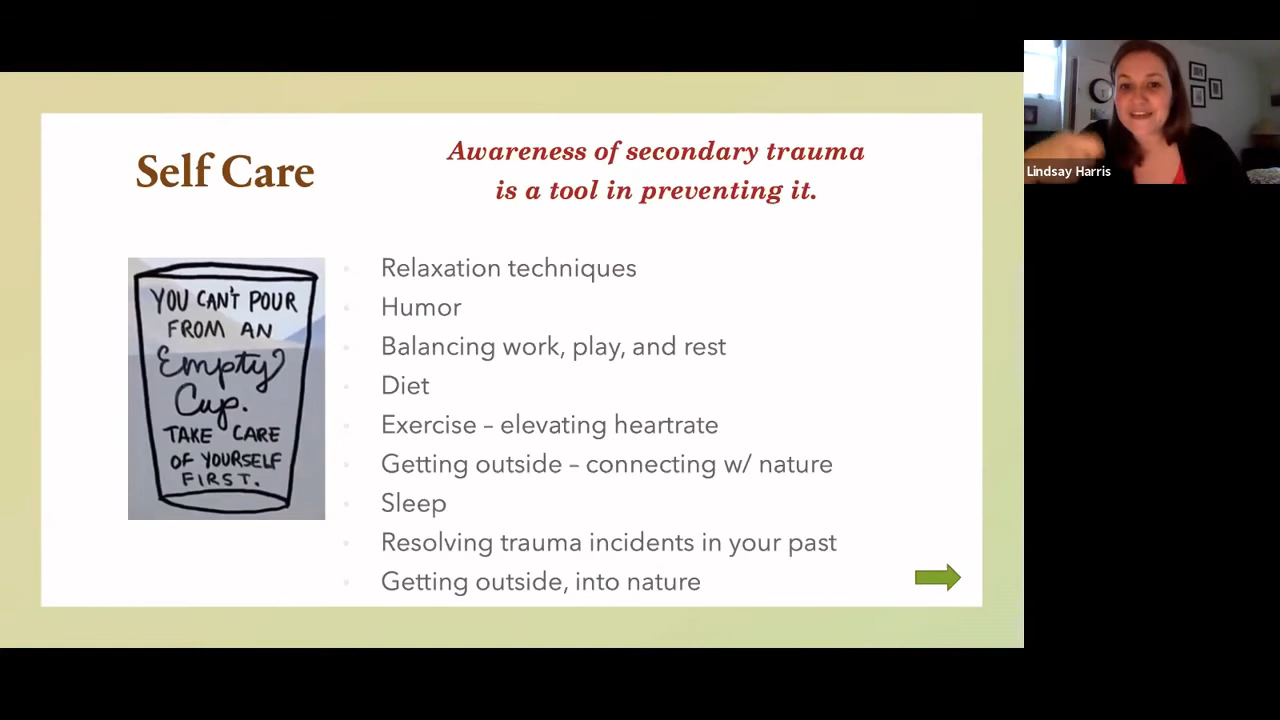 Self Care
Awareness of secondary trauma
is a tool in preventing it.
YOU CAN'T POUR
FROM AN
Empty
Cup.
TAKE CARE
OF YOURSELF
FIRST.
Relaxation techniques
Humor
Balancing work, play, and rest
Diet
Exercise – elevating heartrate
Getting outside – connecting w/ nature
Sleep
Resolving trauma incidents in your past
Getting outside, into nature
Lindsay Harris